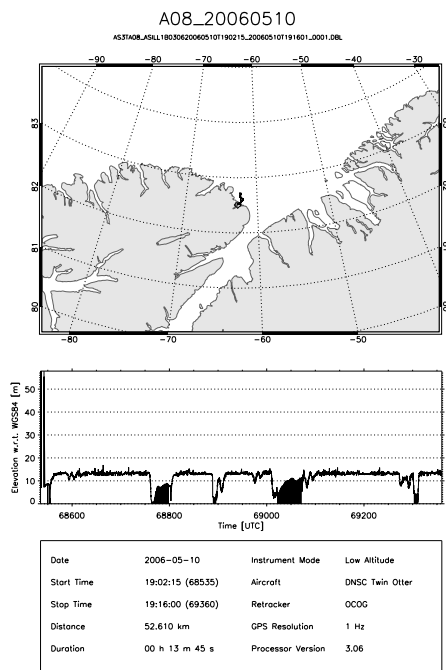 A08_20060510
AS3TA08_ASILL1B030620060510T190215_20060510T191601_0001.DBL
-90 -80 -70 -60 -50 -40 -30
83
82
81
80
-80 -70 -60 -50
Elevation w.r.t. WGS84 [m]
50
40
30
20
10
0
68600 68800 69000 69200
Time [UTC]
Date 2006-05-10 Instrument Mode Low Altitude
Start Time 19:02:15 (68535) Aircraft DNSC Twin Otter
Stop Time 19:16:00 (69360) Retracker OCOG
Distance 52.610 km GPS Resolution 1 Hz
Duration 00 h 13 m 45 s Processor Version 3.06